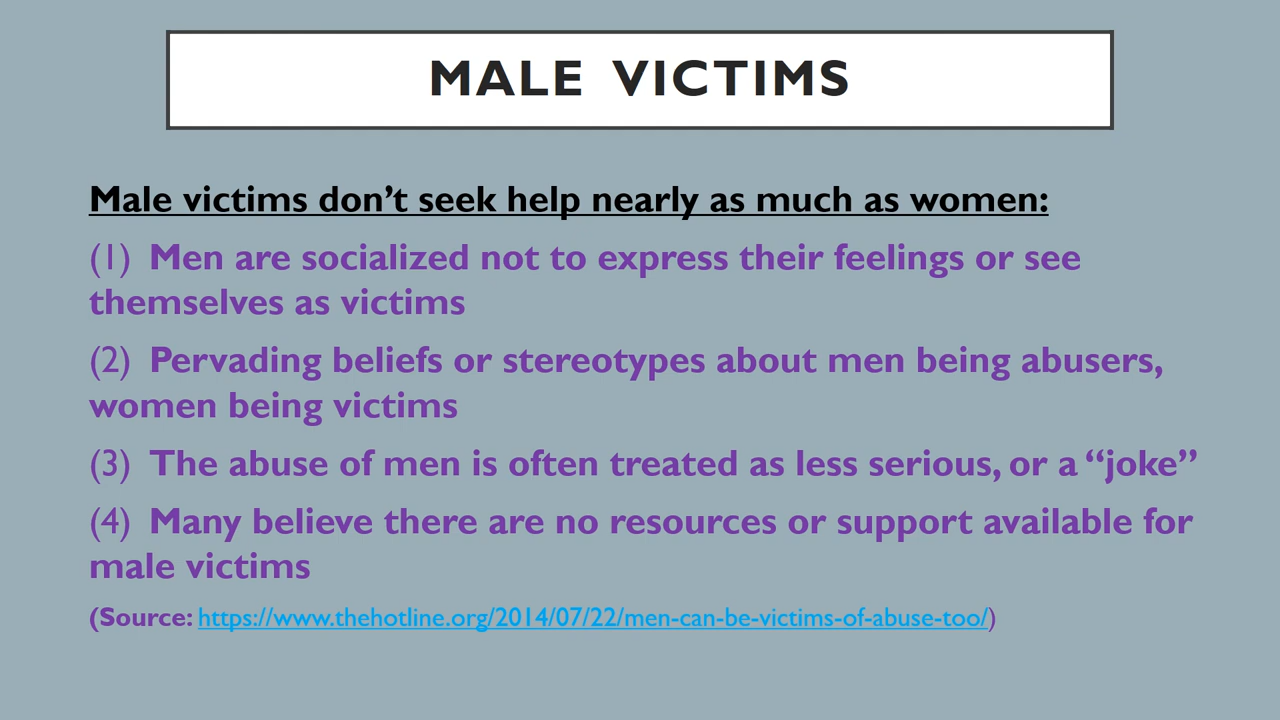 MALE VICTIMS
Male victims don’t seek help nearly as much as women:
(1) Men are socialized not to express their feelings or see
themselves as victims
(2) Pervading beliefs or stereotypes about men being abusers,
women being victims
(3) The abuse of men is often treated as less serious, or a “joke”
(4) Many believe there are no resources or support available for
male victims
(Source: https://www.thehotline.org/2014/07/22/men-can-be-victims-of-abuse-too/)